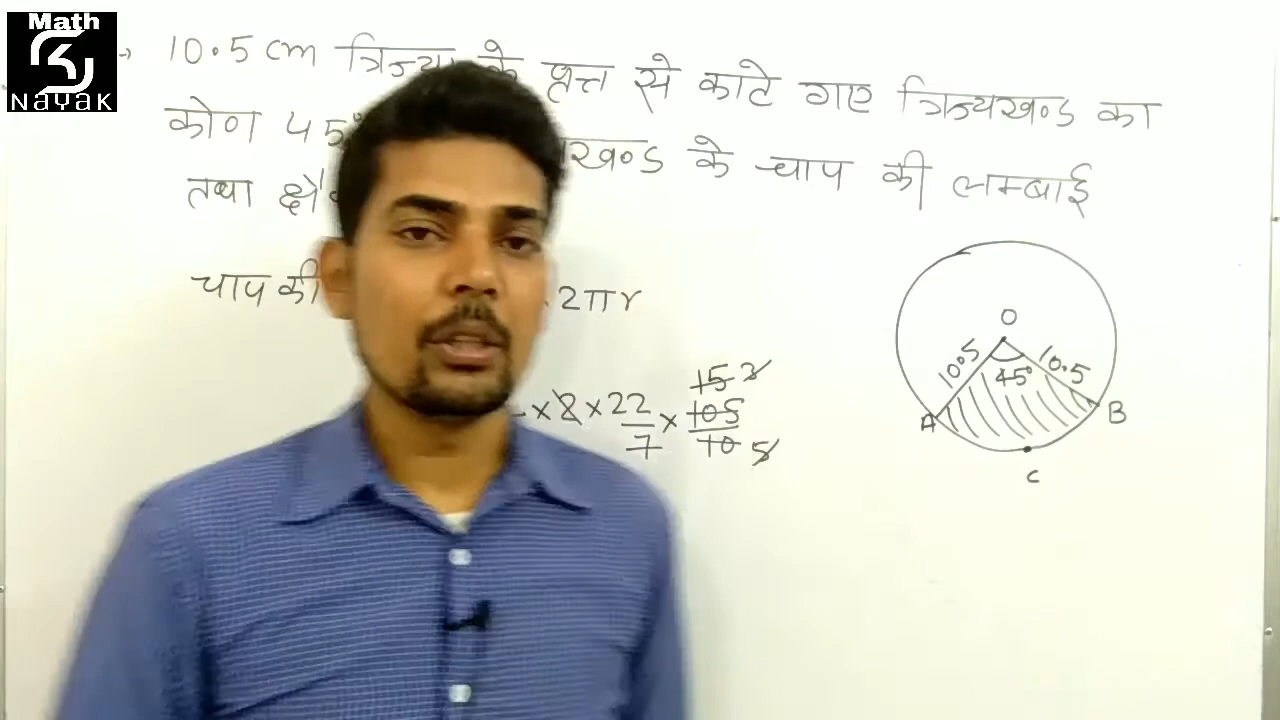 Math
NAYAK
10.5 cm त्रिज्या के वृत्त से काटे गए त्रिज्यखण्ड का
कोण 45° खण्ड के चाप की लम्बाई
तथा क्षे
चाप की . 2πr
× 2 × 22/7 × 105/10
15 3
5
O
10.5 45° 10.5
A B
C